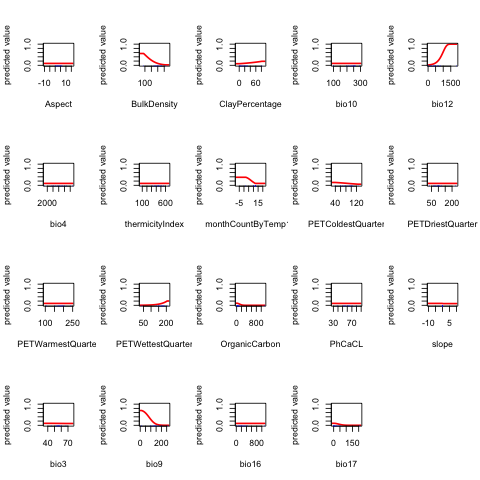 predicted value
0.0 1.0
-10 10
Aspect
predicted value
0.0 1.0
100
BulkDensity
predicted value
0.0 1.0
0 60
ClayPercentage
predicted value
0.0 1.0
100 300
bio10
predicted value
0.0 1.0
0 1500
bio12
predicted value
0.0 1.0
2000
bio4
predicted value
0.0 1.0
100 600
thermicityIndex
predicted value
0.0 1.0
-5 15
monthCountByTemp
predicted value
0.0 1.0
40 120
PETColdestQuarter
predicted value
0.0 1.0
50 200
PETDriestQuarter
predicted value
0.0 1.0
100 250
PETWarmestQuarte
predicted value
0.0 1.0
50 200
PETWettestQuarter
predicted value
0.0 1.0
0 800
OrganicCarbon
predicted value
0.0 1.0
30 70
PhCaCL
predicted value
0.0 1.0
-10 5
slope
predicted value
0.0 1.0
40 70
bio3
predicted value
0.0 1.0
0 200
bio9
predicted value
0.0 1.0
0 800
bio16
predicted value
0.0 1.0
0 150
bio17